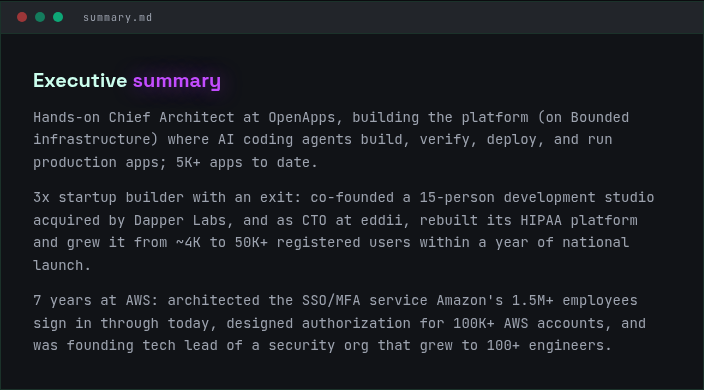 summary.md
Executive summary
Hands-on Chief Architect at OpenApps, building the platform (on Bounded
infrastructure) where AI coding agents build, verify, deploy, and run
production apps; 5K+ apps to date.
3x startup builder with an exit: co-founded a 15-person development studio
acquired by Dapper Labs, and as CTO at eddii, rebuilt its HIPAA platform
and grew it from ~4K to 50K+ registered users within a year of national
launch.
7 years at AWS: architected the SSO/MFA service Amazon's 1.5M+ employees
sign in through today, designed authorization for 100K+ AWS accounts, and
was founding tech lead of a security org that grew to 100+ engineers.